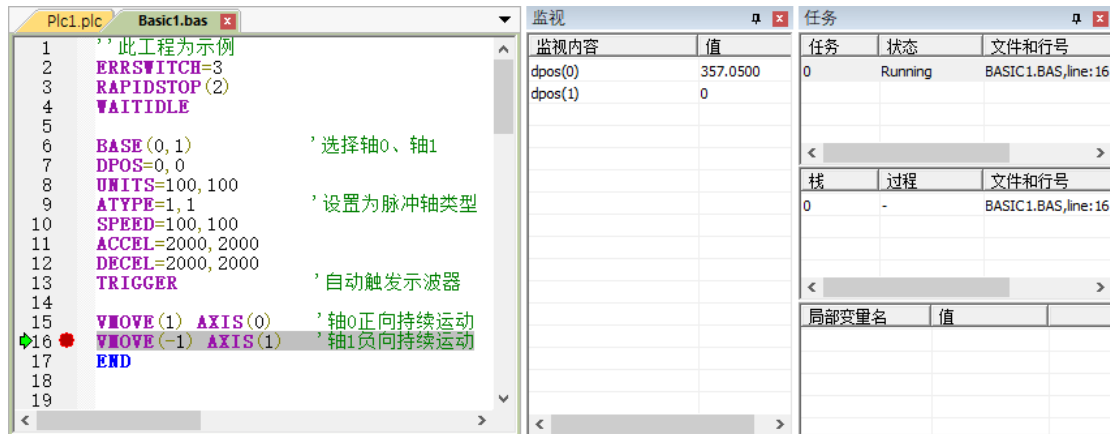 Plc1.plc Basic1.bas
1 ''此工程为示例
2 ERRSWITCH=3
3 RAPIDSTOP(2)
4 WAITIDLE
5
6 BASE(0,1) '选择轴0、轴1
7 DPOS=0,0
8 UNITS=100,100
9 ATYPE=1,1 '设置为脉冲轴类型
10 SPEED=100,100
11 ACCEL=2000,2000
12 DECEL=2000,2000
13 TRIGGER '自动触发示波器
14
15 VMOVE(1) AXIS(0) '轴0正向持续运动
16 VMOVE(-1) AXIS(1) '轴1负向持续运动
17 END
18
19
监视
监视内容 值
dpos(0) 357.0500
dpos(1) 0
任务
任务 状态 文件和行号
0 Running BASIC1.BAS,line:16
栈 过程 文件和行号
0 - BASIC1.BAS,line:16
局部变量名 值